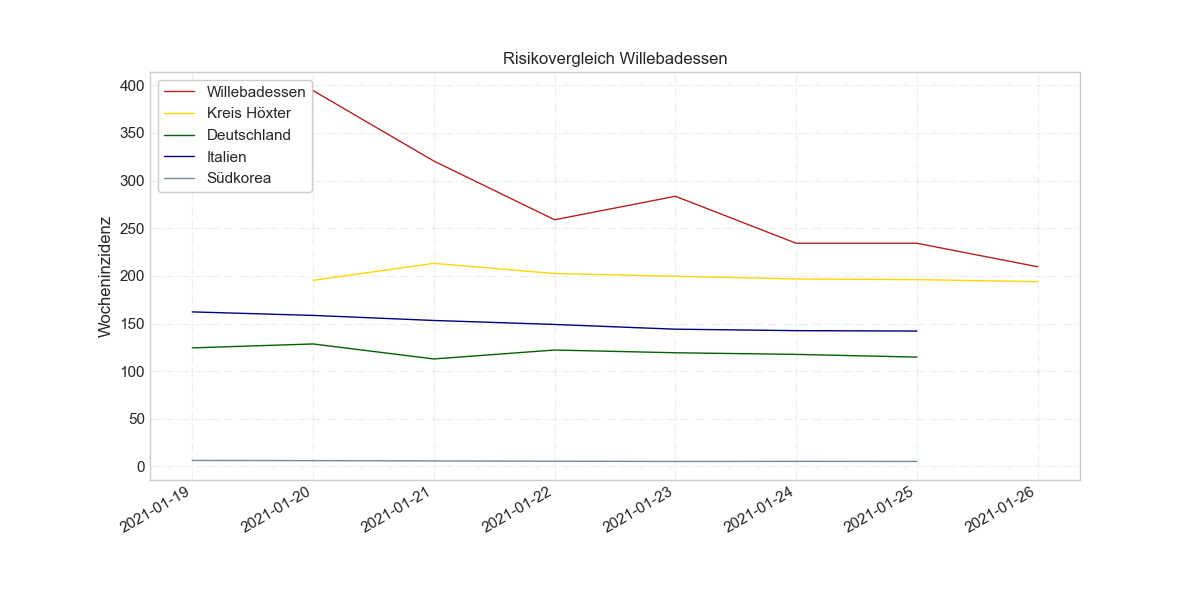 Risikovergleich Willebadessen
Wocheninzidenz
400
350
300
250
200
150
100
50
0
Willebadessen
Kreis Höxter
Deutschland
Italien
Südkorea
2021-01-19
2021-01-20
2021-01-21
2021-01-22
2021-01-23
2021-01-24
2021-01-25
2021-01-26